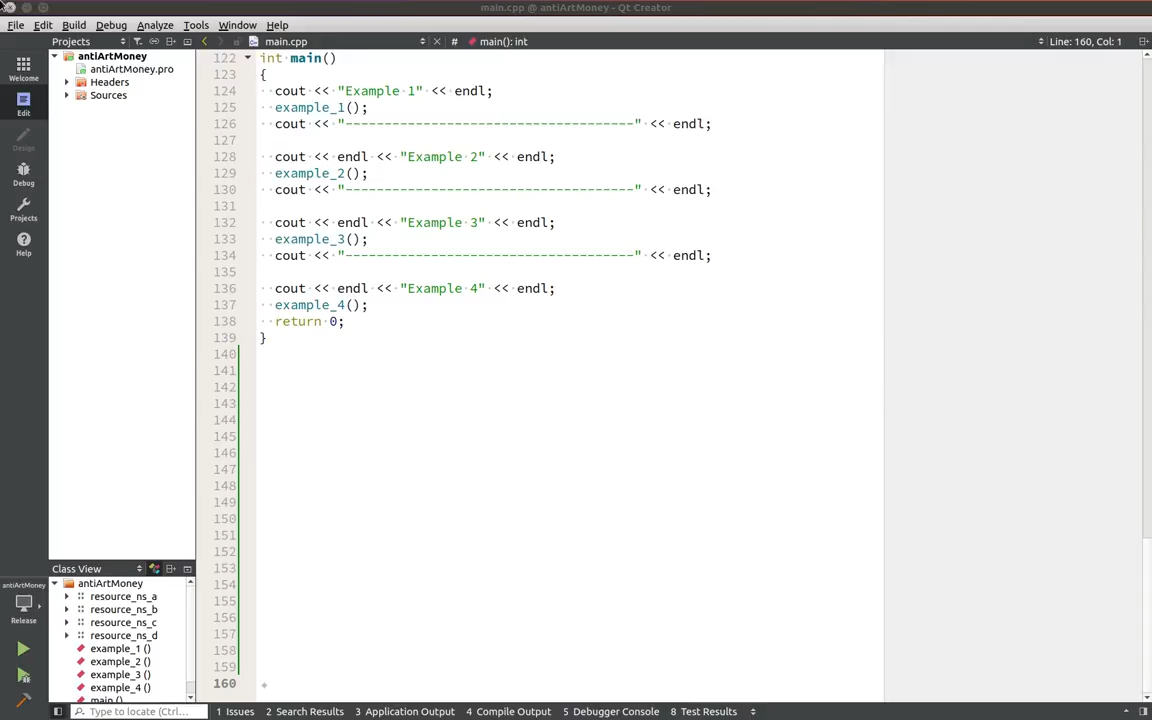 main.cpp @ antiArtMoney - Qt Creator
File Edit Build Debug Analyze Tools Window Help
Projects main.cpp # main(): int Line: 160, Col: 1
Welcome
Edit
Design
Debug
Projects
Help
antiArtMoney
antiArtMoney.pro
Headers
Sources
122 int main()
123 {
124 cout << "Example 1" << endl;
125 example_1();
126 cout << "-------------------------------------" << endl;
127
128 cout << endl << "Example 2" << endl;
129 example_2();
130 cout << "-------------------------------------" << endl;
131
132 cout << endl << "Example 3" << endl;
133 example_3();
134 cout << "-------------------------------------" << endl;
135
136 cout << endl << "Example 4" << endl;
137 example_4();
138 return 0;
139 }
140
141
142
143
144
145
146
147
148
149
150
151
152
153
154
155
156
157
158
159
160
Class View
antiArtMoney
resource_ns_a
resource_ns_b
resource_ns_c
resource_ns_d
example_1 ()
example_2 ()
example_3 ()
example_4 ()
main ()
antiArtMoney
Release
Type to locate (Ctrl... 1 Issues 2 Search Results 3 Application Output 4 Compile Output 5 Debugger Console 8 Test Results